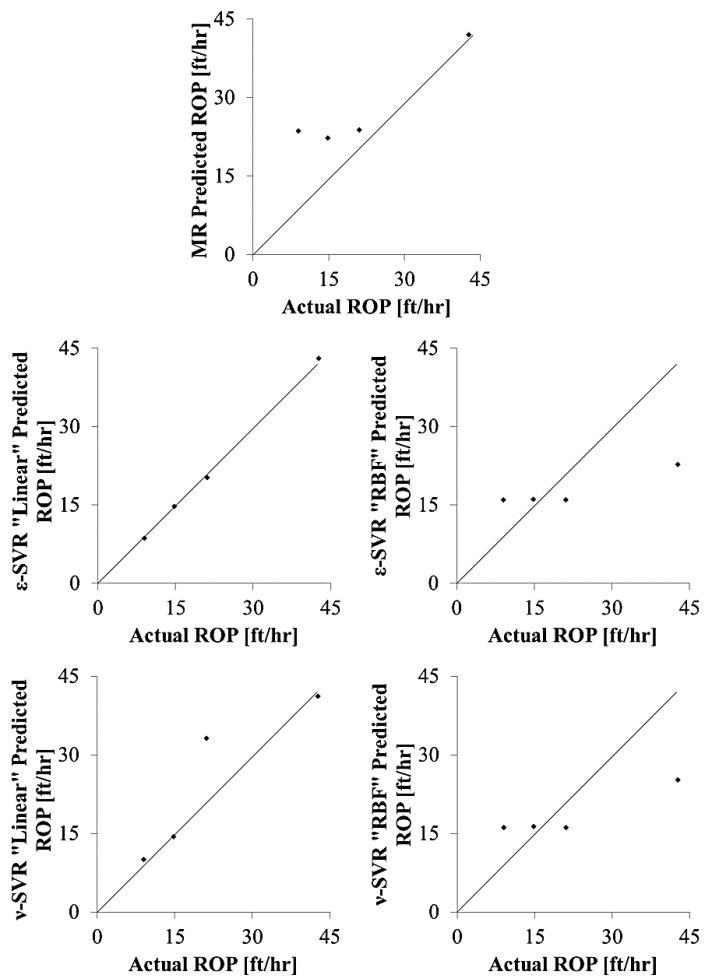 MR Predicted ROP [ft/hr]
45
30
15
0
0 15 30 45
Actual ROP [ft/hr]
ε-SVR "Linear" Predicted
ROP [ft/hr]
45
30
15
0
0 15 30 45
Actual ROP [ft/hr]
ε-SVR "RBF" Predicted
ROP [ft/hr]
45
30
15
0
0 15 30 45
Actual ROP [ft/hr]
ν-SVR "Linear" Predicted
ROP [ft/hr]
45
30
15
0
0 15 30 45
Actual ROP [ft/hr]
ν-SVR "RBF" Predicted
ROP [ft/hr]
45
30
15
0
0 15 30 45
Actual ROP [ft/hr]